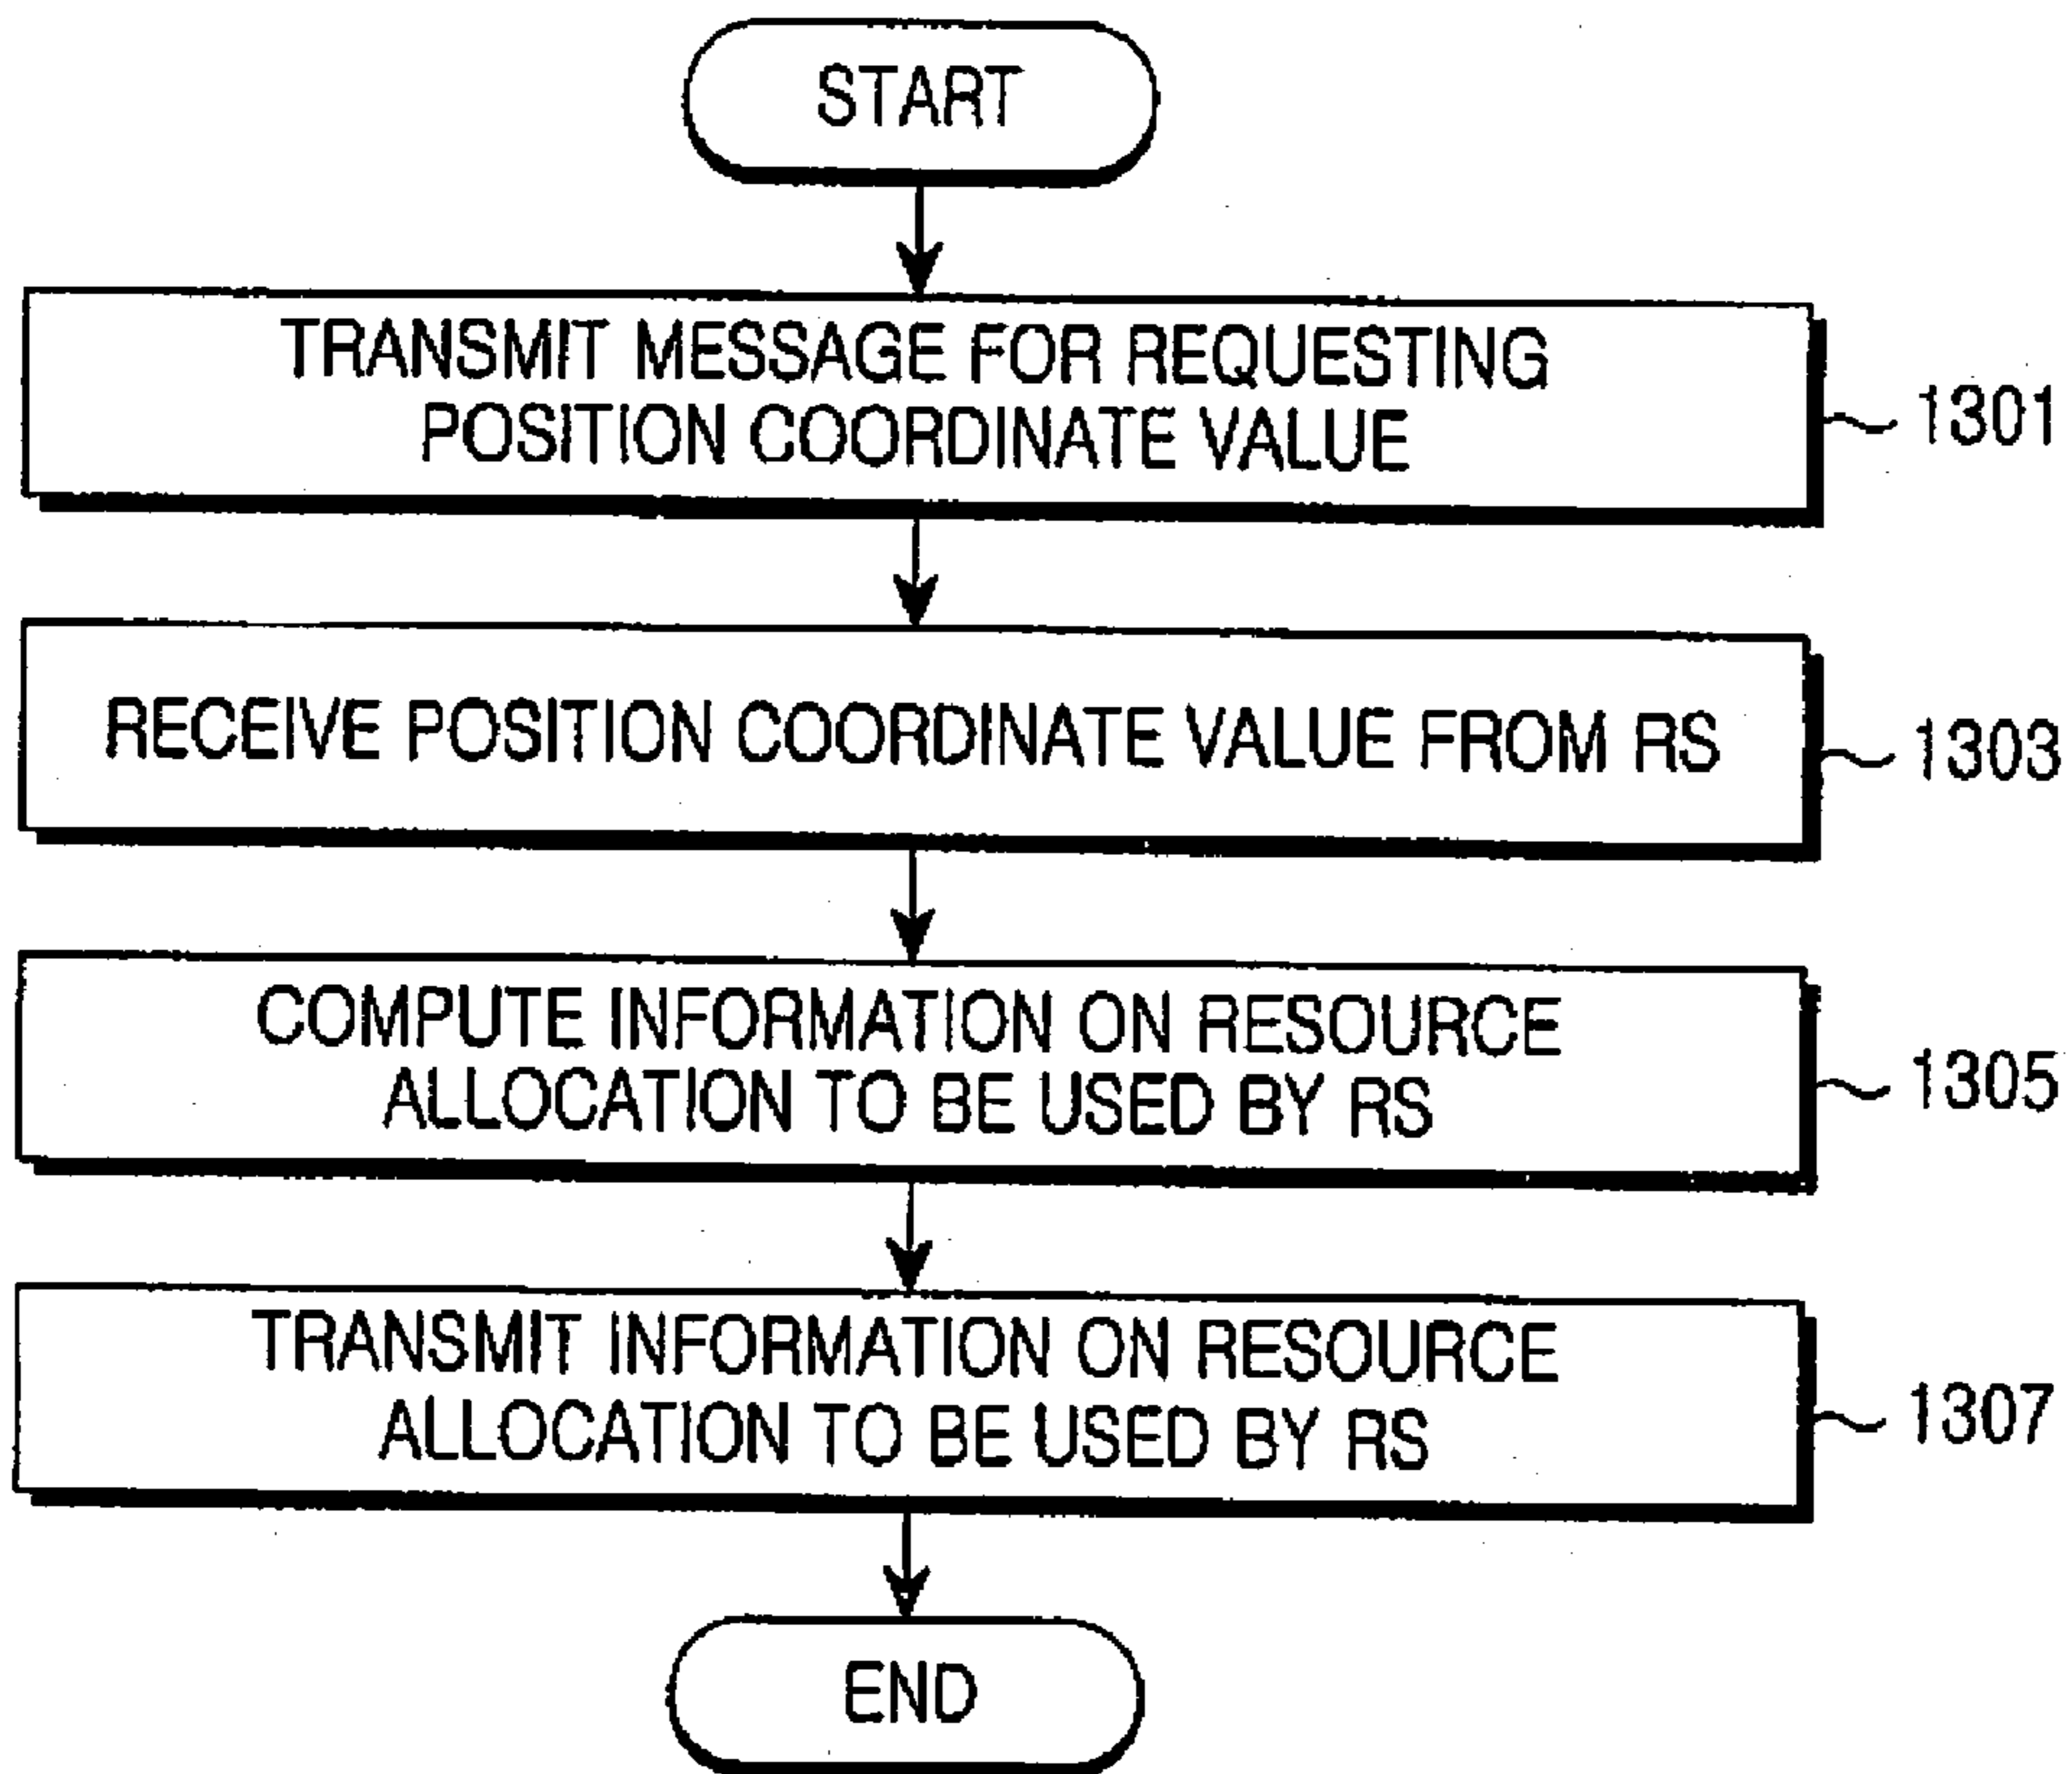 START
TRANSMIT MESSAGE FOR REQUESTING
POSITION COORDINATE VALUE
1301
RECEIVE POSITION COORDINATE VALUE FROM RS
1303
COMPUTE INFORMATION ON RESOURCE
ALLOCATION TO BE USED BY RS
1305
TRANSMIT INFORMATION ON RESOURCE
ALLOCATION TO BE USED BY RS
1307
END